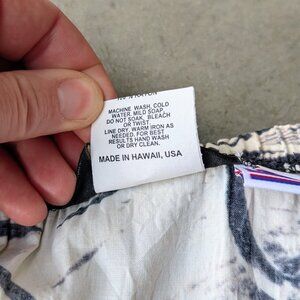 MACHINE WASH, COLD
WATER, MILD SOAP,
DO NOT SOAK, BLEACH
OR TWIST.
LINE DRY, WARM IRON AS
NEEDED. FOR BEST
RESULTS HAND WASH
OR DRY CLEAN.
MADE IN HAWAII, USA